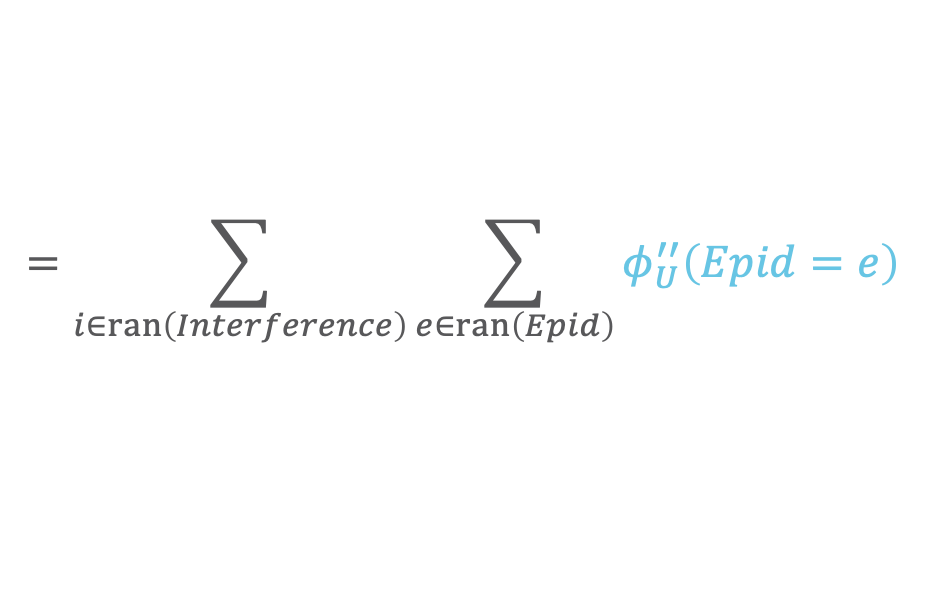 = ∑ ∑ ϕ″_U(Epid = e)
i∈ran(Interference) e∈ran(Epid)